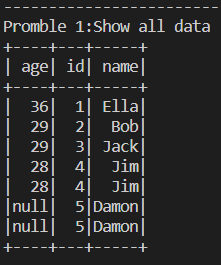 -------------------------
Promble 1:Show all data
+----+---+-----+
| age| id| name|
+----+---+-----+
|  36|  1| Ella|
|  29|  2|  Bob|
|  29|  3| Jack|
|  28|  4|  Jim|
|  28|  4|  Jim|
|null|  5|Damon|
|null|  5|Damon|
+----+---+-----+